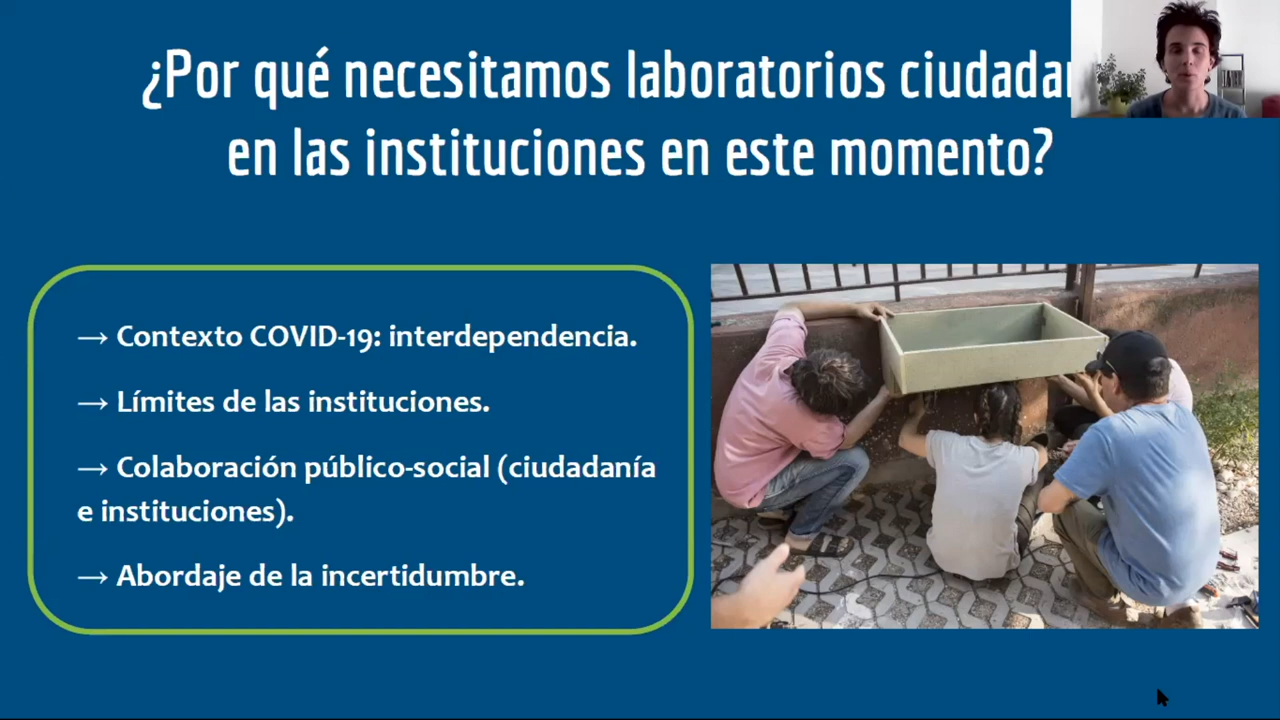 ¿Por qué necesitamos laboratorios
en las instituciones en este momento?
→ Contexto COVID-19: interdependencia.
→ Límites de las instituciones.
→ Colaboración público-social (ciudadanía
e instituciones).
→ Abordaje de la incertidumbre.